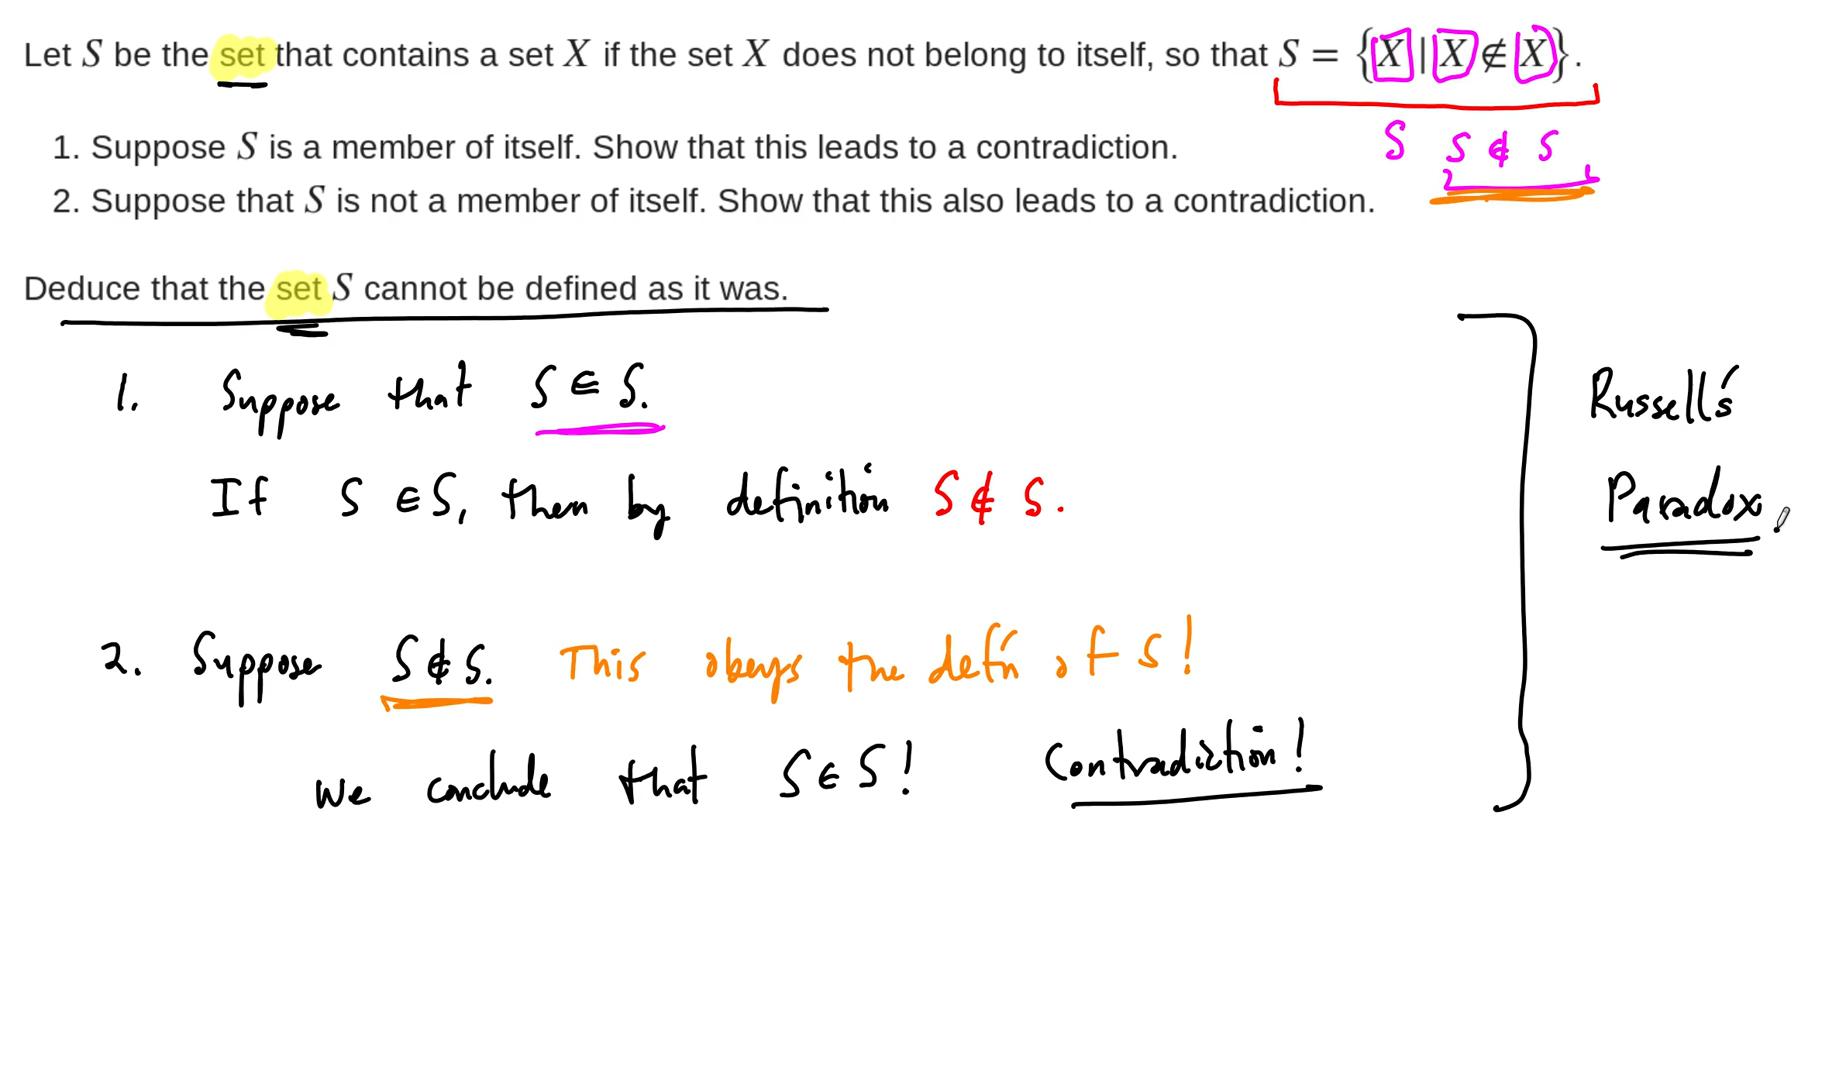 Let S be the set that contains a set X if the set X does not belong to itself, so that S = {X | X ∉ X}.
S S ∉ S
1. Suppose S is a member of itself. Show that this leads to a contradiction.
2. Suppose that S is not a member of itself. Show that this also leads to a contradiction.
Deduce that the set S cannot be defined as it was.
1. Suppose that S ∈ S.
If S ∈ S, then by definition S ∉ S.
2. Suppose S ∉ S. This obeys the defn of S!
We conclude that S ∈ S! Contradiction!
Russell's
Paradox.